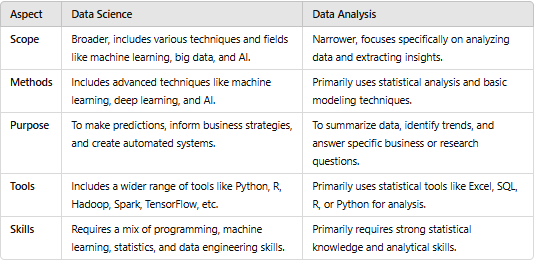 Aspect Data Science Data Analysis
Scope Broader, includes various techniques and fields Narrower, focuses specifically on analyzing
like machine learning, big data, and AI. data and extracting insights.
Methods Includes advanced techniques like machine Primarily uses statistical analysis and basic
learning, deep learning, and AI. modeling techniques.
Purpose To make predictions, inform business strategies, To summarize data, identify trends, and
and create automated systems. answer specific business or research
questions.
Tools Includes a wider range of tools like Python, R, Primarily uses statistical tools like Excel, SQL,
Hadoop, Spark, TensorFlow, etc. R, or Python for analysis.
Skills Requires a mix of programming, machine Primarily requires strong statistical
learning, statistics, and data engineering skills. knowledge and analytical skills.